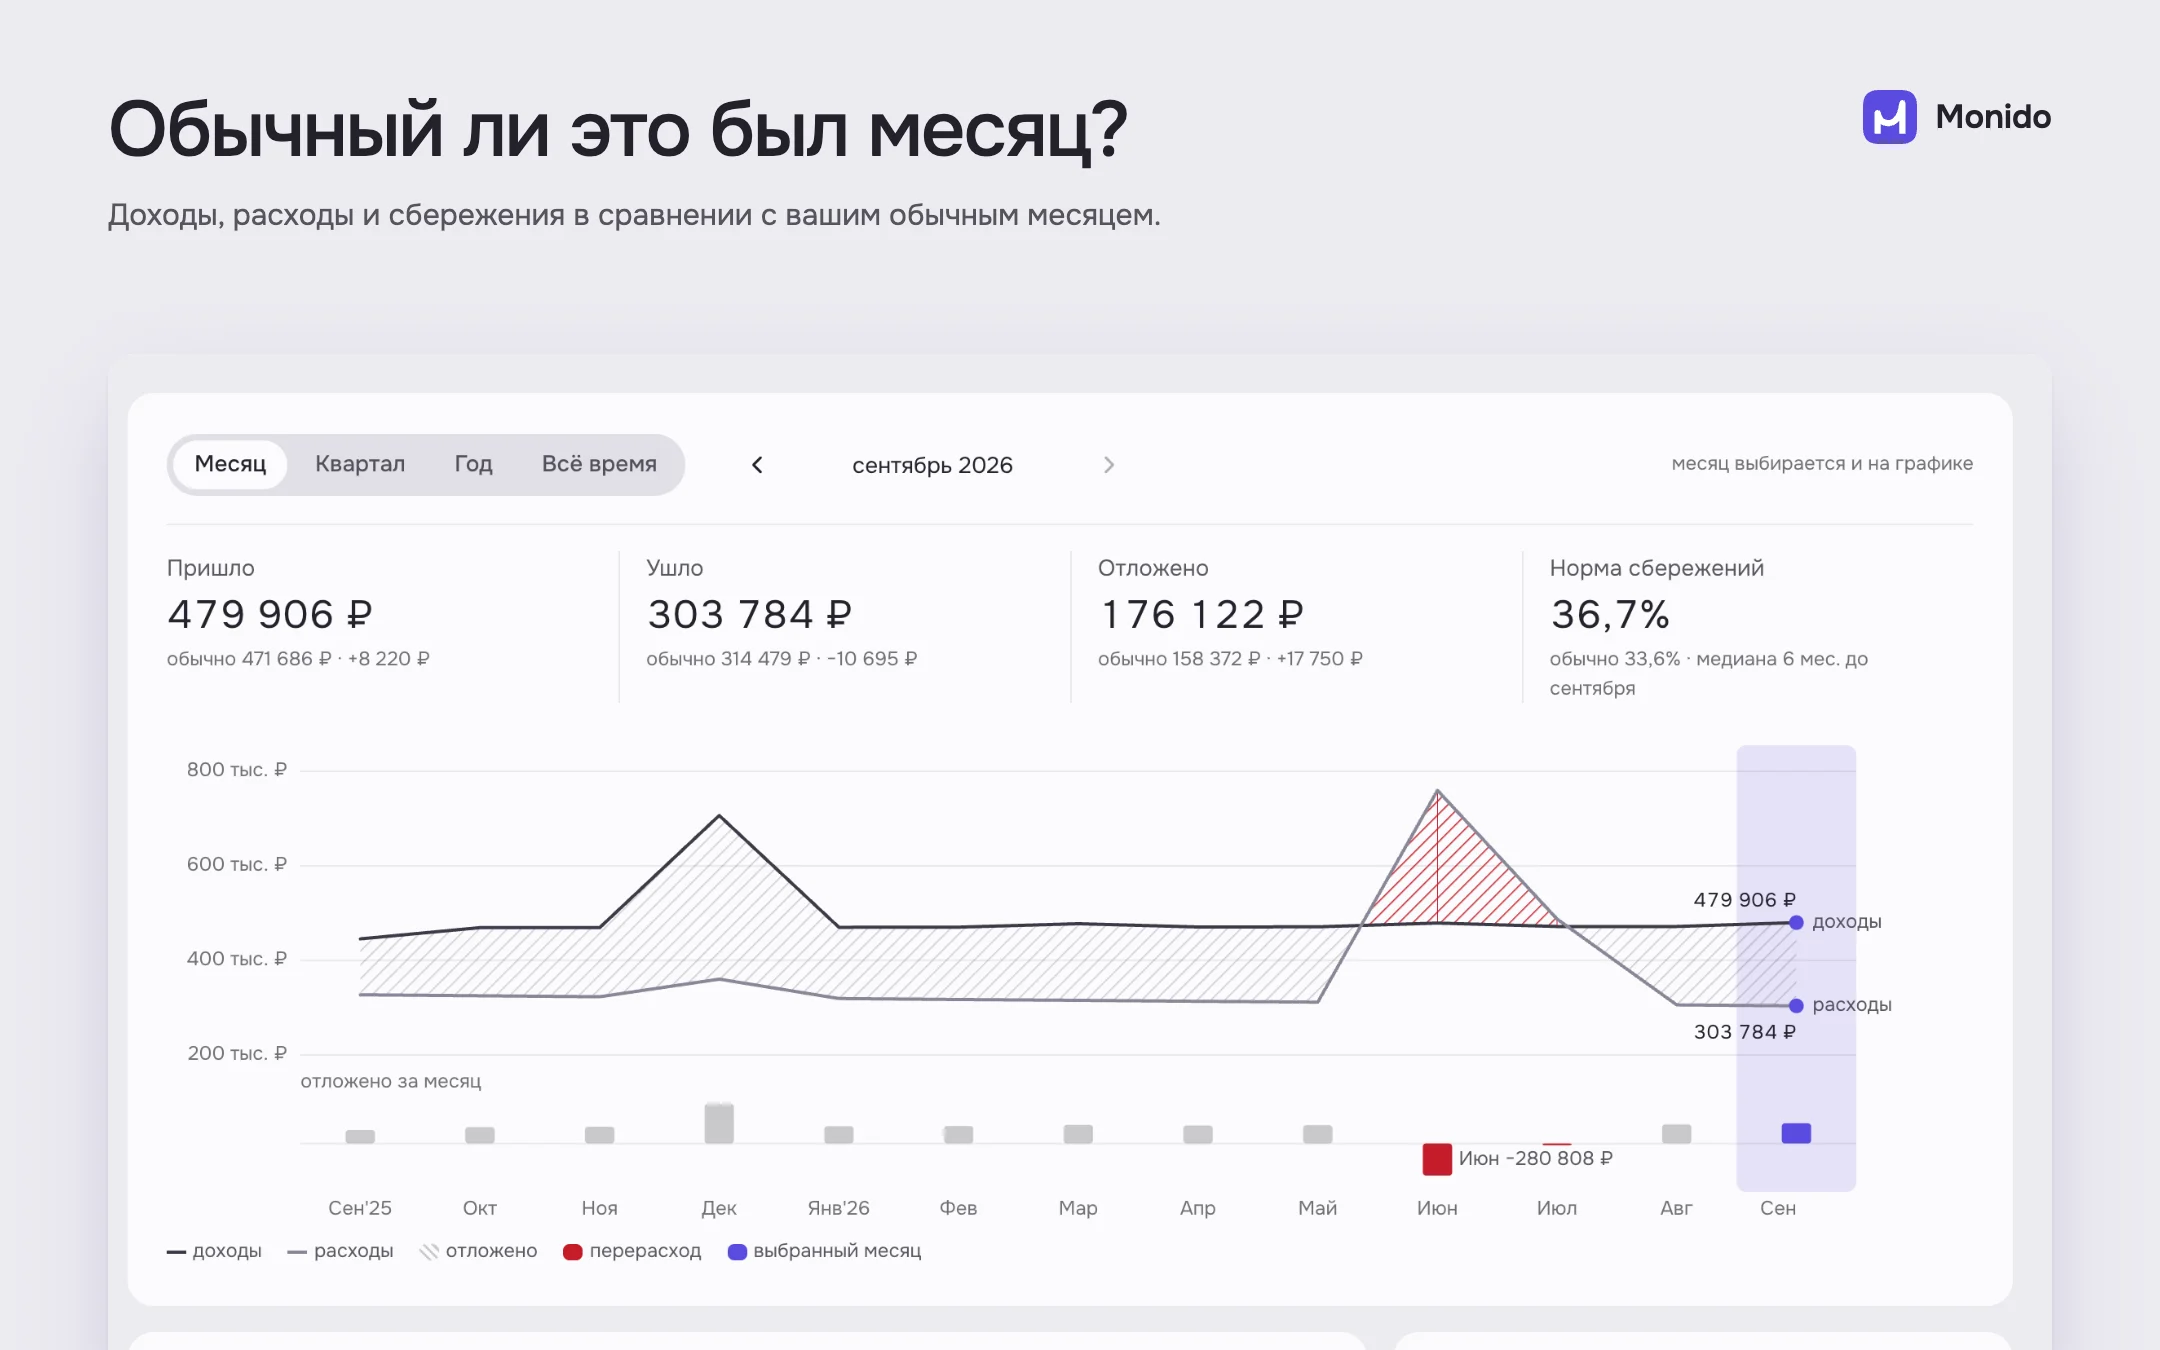 Обычный ли это был месяц?
Monido
Доходы, расходы и сбережения в сравнении с вашим обычным месяцем.
Месяц
Квартал
Год
Всё время
сентябрь 2026
месяц выбирается и на графике
Пришло
479 906 ₽
обычно 471 686 ₽ · +8 220 ₽
Ушло
303 784 ₽
обычно 314 479 ₽ · −10 695 ₽
Отложено
176 122 ₽
обычно 158 372 ₽ · +17 750 ₽
Норма сбережений
36,7%
обычно 33,6% · медиана 6 мес. до
сентября
800 тыс. ₽
600 тыс. ₽
400 тыс. ₽
200 тыс. ₽
479 906 ₽
доходы
расходы
303 784 ₽
отложено за месяц
Июн −280 808 ₽
Сен'25
Окт
Ноя
Дек
Янв'26
Фев
Мар
Апр
Май
Июн
Июл
Авг
Сен
доходы
расходы
отложено
перерасход
выбранный месяц